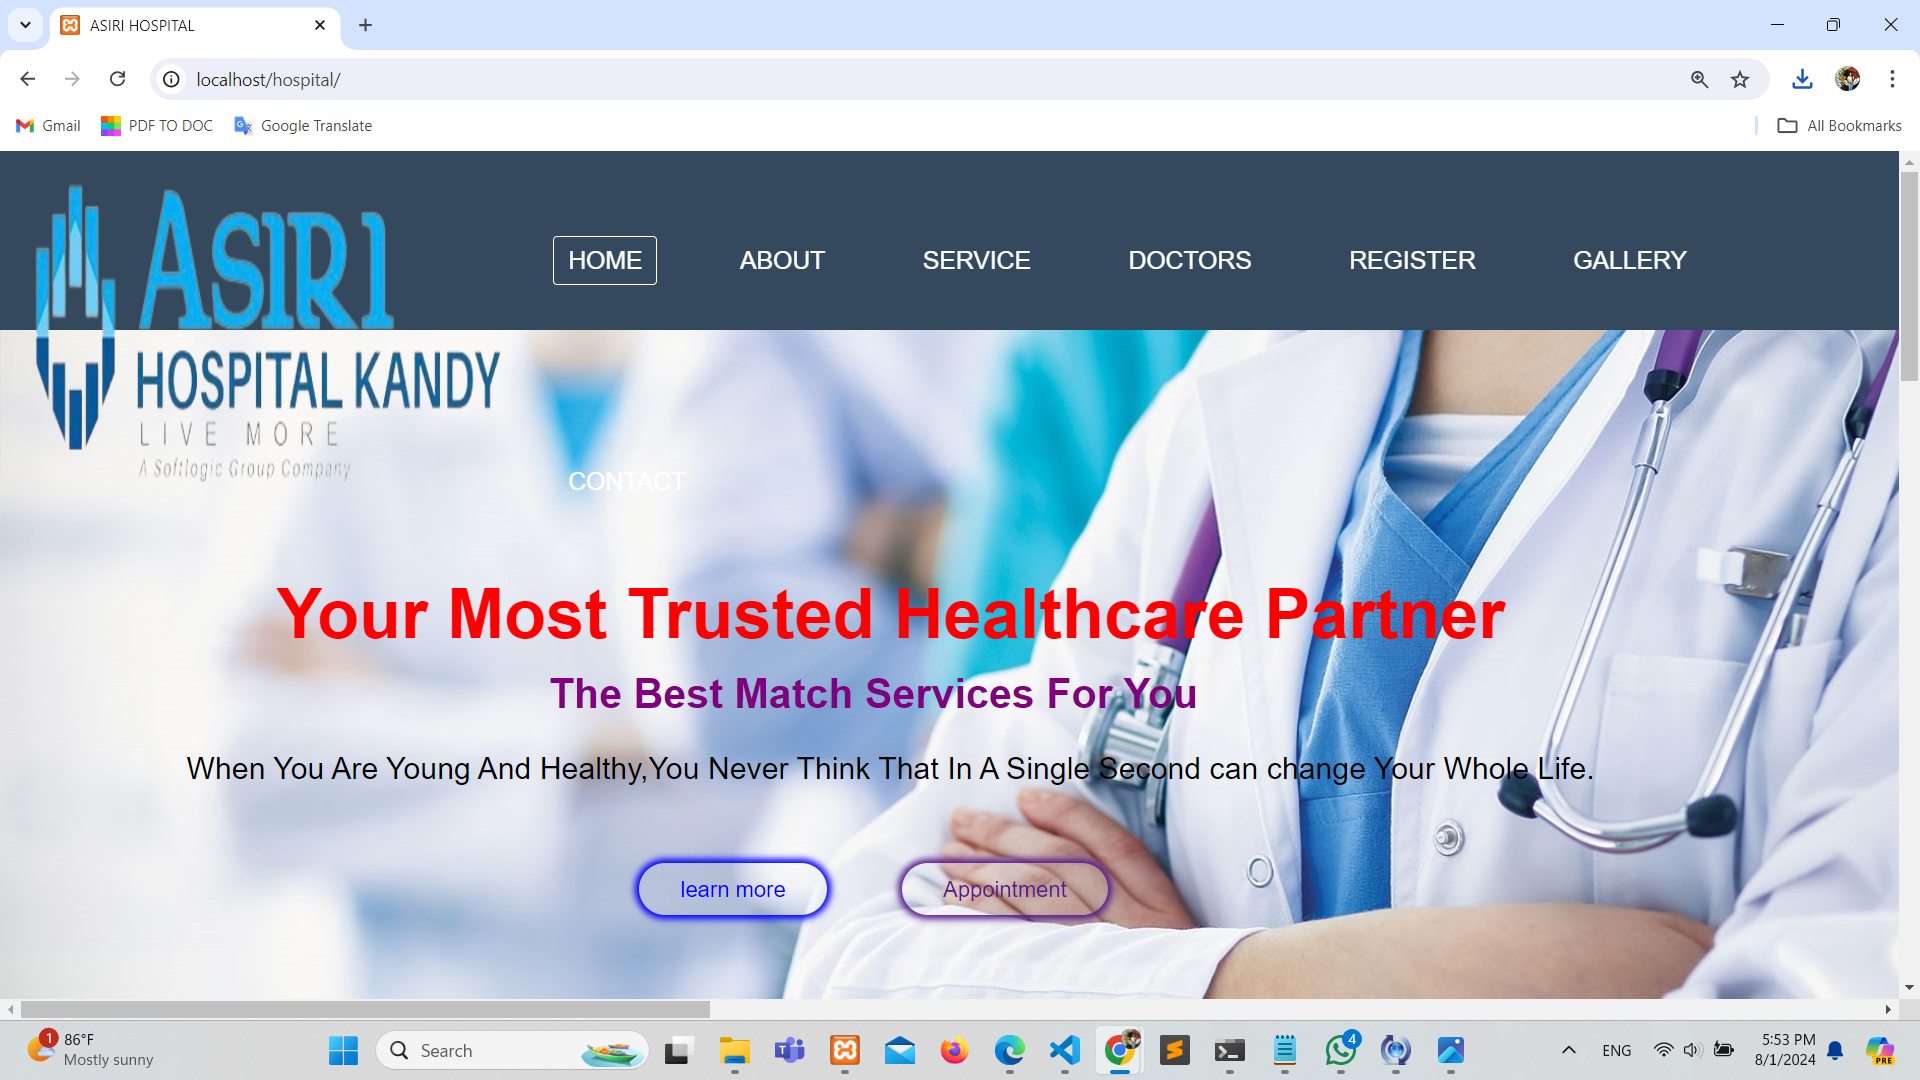 ASIRI HOSPITAL
localhost/hospital/
Gmail
PDF TO DOC
Google Translate
All Bookmarks
ASIRI
HOSPITAL KANDY
LIVE MORE
A Softlogic Group Company
HOME
ABOUT
SERVICE
DOCTORS
REGISTER
GALLERY
CONTACT
Your Most Trusted Healthcare Partner
The Best Match Services For You
When You Are Young And Healthy,You Never Think That In A Single Second can change Your Whole Life.
learn more
Appointment
1
86°F
Mostly sunny
Search
4
ENG
5:53 PM
8/1/2024
PRE